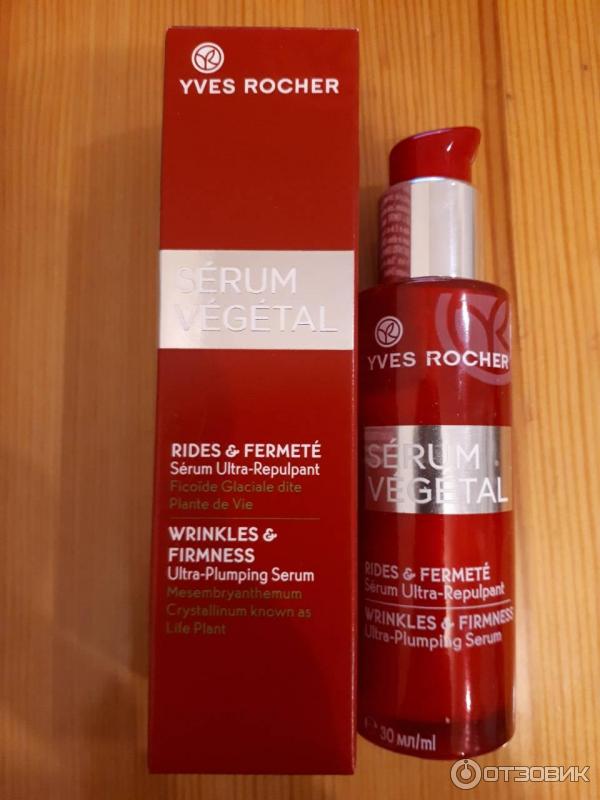 YVES ROCHER
SÉRUM
VÉGÉTAL
RIDES & FERMETÉ
Sérum Ultra-Repulpant
Ficoïde Glaciale dite
Plante de Vie
WRINKLES &
FIRMNESS
Ultra-Plumping Serum
Mesembryanthemum
Crystallinum known as
Life Plant
YVES ROCHER
SÉRUM
VÉGÉTAL
RIDES & FERMETÉ
Sérum Ultra-Repulpant
WRINKLES & FIRMNESS
Ultra-Plumping Serum
30 мл/ml
ОТЗОВИК